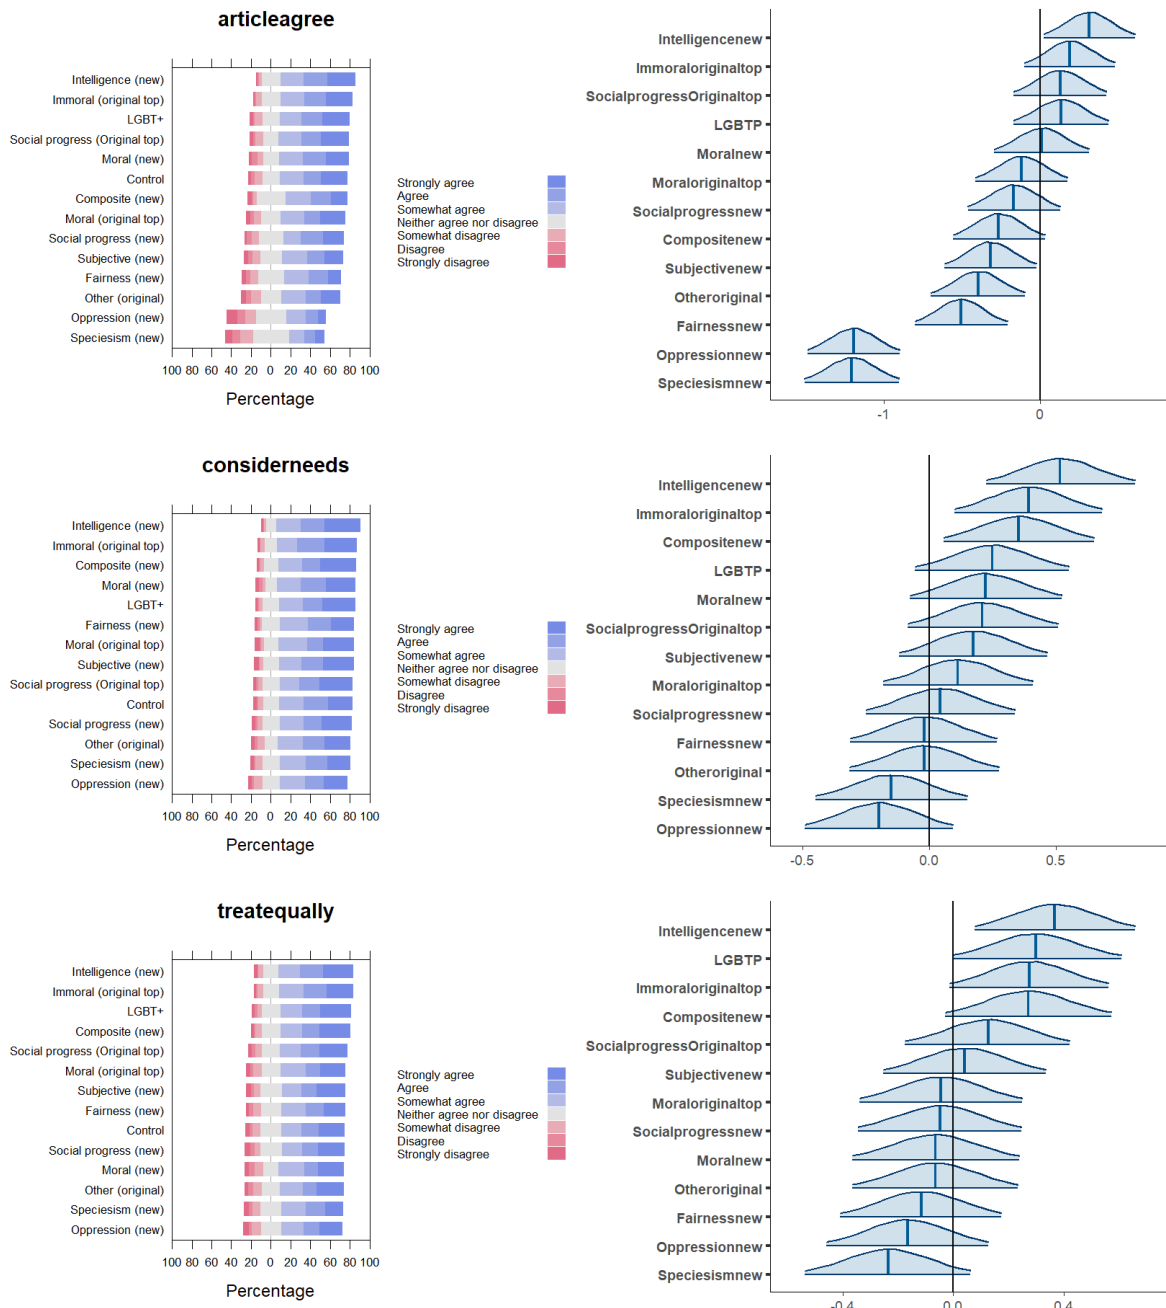 articleagree
Intelligence (new)
Immoral (original top)
LGBT+
Social progress (Original top)
Moral (new)
Control
Composite (new)
Moral (original top)
Social progress (new)
Subjective (new)
Fairness (new)
Other (original)
Oppression (new)
Speciesism (new)
100 80 60 40 20 0 20 40 60 80 100
Percentage
Strongly agree
Agree
Somewhat agree
Neither agree nor disagree
Somewhat disagree
Disagree
Strongly disagree
Intelligencenew
Immoraloriginaltop
SocialprogressOriginaltop
LGBTP
Moralnew
Moraloriginaltop
Socialprogressnew
Compositenew
Subjectivenew
Otheroriginal
Fairnessnew
Oppressionnew
Speciesismnew
-1 0
considerneeds
Intelligence (new)
Immoral (original top)
Composite (new)
Moral (new)
LGBT+
Fairness (new)
Moral (original top)
Subjective (new)
Social progress (Original top)
Control
Social progress (new)
Other (original)
Speciesism (new)
Oppression (new)
100 80 60 40 20 0 20 40 60 80 100
Percentage
Strongly agree
Agree
Somewhat agree
Neither agree nor disagree
Somewhat disagree
Disagree
Strongly disagree
Intelligencenew
Immoraloriginaltop
Compositenew
LGBTP
Moralnew
SocialprogressOriginaltop
Subjectivenew
Moraloriginaltop
Socialprogressnew
Fairnessnew
Otheroriginal
Speciesismnew
Oppressionnew
-0.5 0.0 0.5
treatequally
Intelligence (new)
Immoral (original top)
LGBT+
Composite (new)
Social progress (Original top)
Moral (original top)
Subjective (new)
Fairness (new)
Control
Social progress (new)
Moral (new)
Other (original)
Speciesism (new)
Oppression (new)
100 80 60 40 20 0 20 40 60 80 100
Percentage
Strongly agree
Agree
Somewhat agree
Neither agree nor disagree
Somewhat disagree
Disagree
Strongly disagree
Intelligencenew
LGBTP
Immoraloriginaltop
Compositenew
SocialprogressOriginaltop
Subjectivenew
Moraloriginaltop
Socialprogressnew
Moralnew
Otheroriginal
Fairnessnew
Oppressionnew
Speciesismnew
-0.4 0.0 0.4